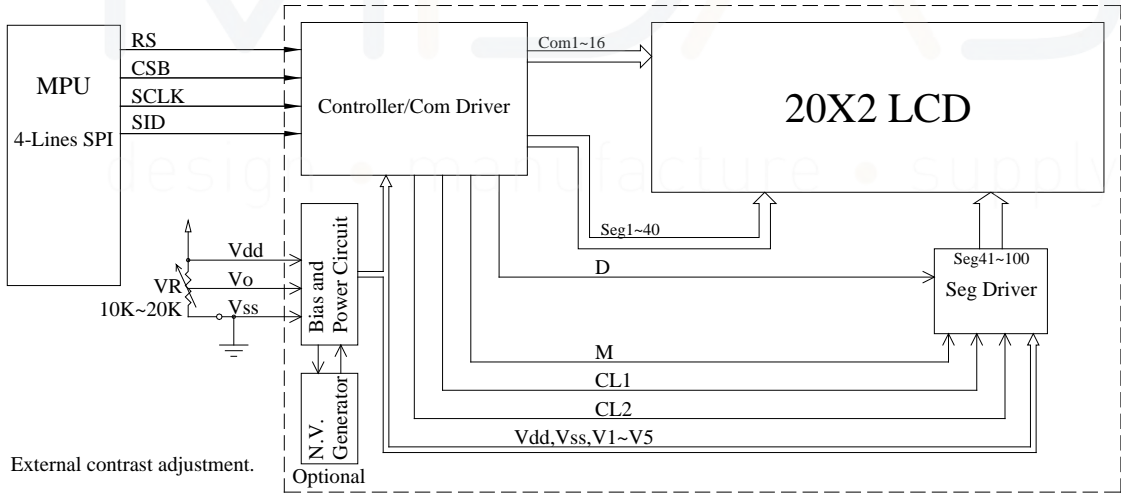 RS
CSB
SCLK
SID
MPU
4-Lines SPI
Controller/Com Driver
Com1~16
20X2 LCD
design • manufacture • supply
Seg1~40
Vdd
Vo
Vss
VR
10K~20K
Bias and
Power Circuit
D
Seg41~100
Seg Driver
M
CL1
CL2
Vdd,Vss,V1~V5
N.V.
Generator
Optional
External contrast adjustment.